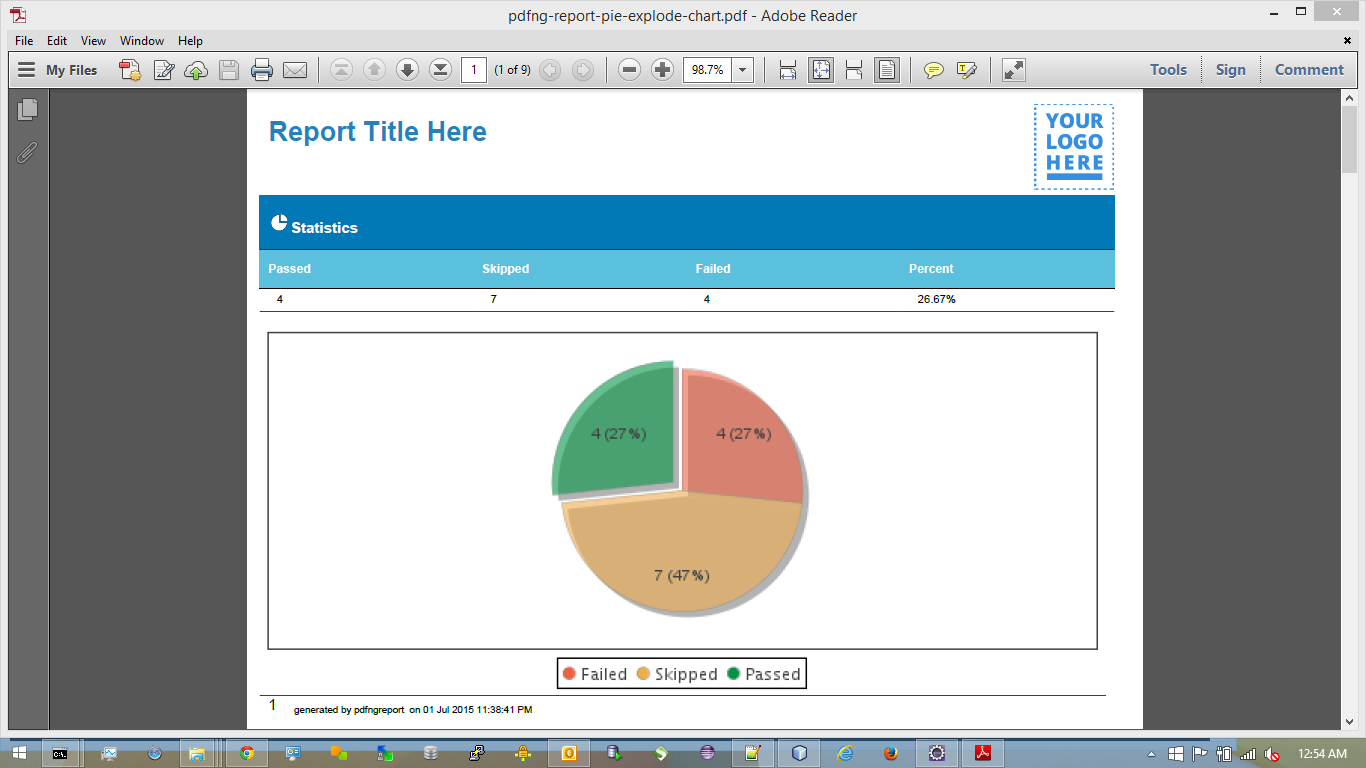 pdfng-report-pie-explode-chart.pdf - Adobe Reader
File Edit View Window Help
My Files 1 (1 of 9) 98.7% T Tools Sign Comment
Report Title Here
YOUR
LOGO
HERE
Statistics
Passed Skipped Failed Percent
4 7 4 26.67%
4 (27%) 4 (27%)
7 (47%)
Failed Skipped Passed
1 generated by pdfngreport on 01 Jul 2015 11:38:41 PM
C:\. 12:54 AM